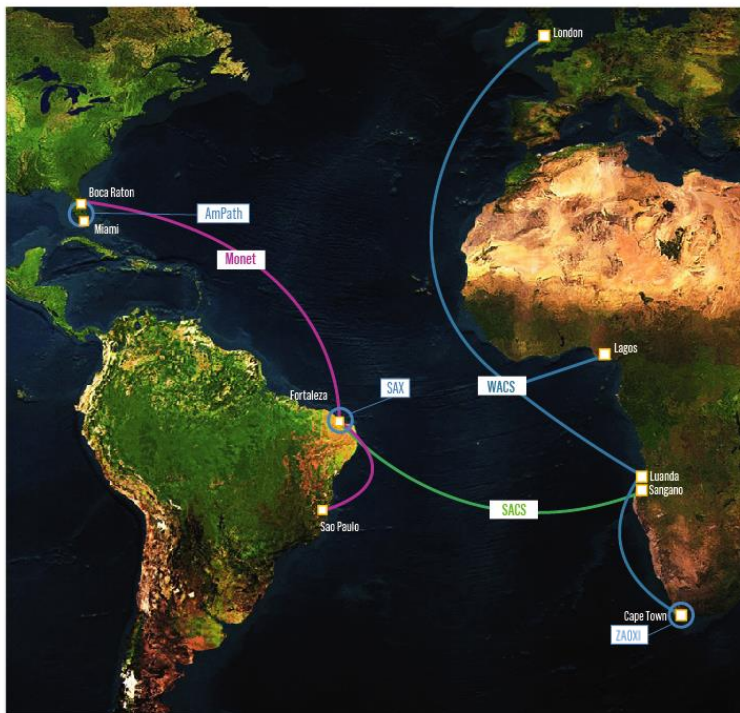 London
Boca Raton
AmPath
Miami
Monet
Lagos
SAX
WACS
Fortaleza
Luanda
Sangano
SACS
Sao Paulo
Cape Town
ZAOXI